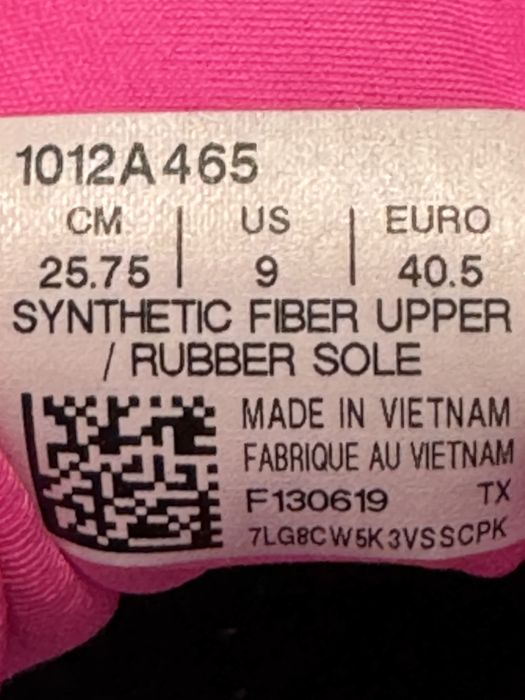 1012A465
CM | US | EURO
25.75 | 9 | 40.5
SYNTHETIC FIBER UPPER
/ RUBBER SOLE
MADE IN VIETNAM
FABRIQUE AU VIETNAM
F130619 TX
7LG8CW5K3VSSCPK